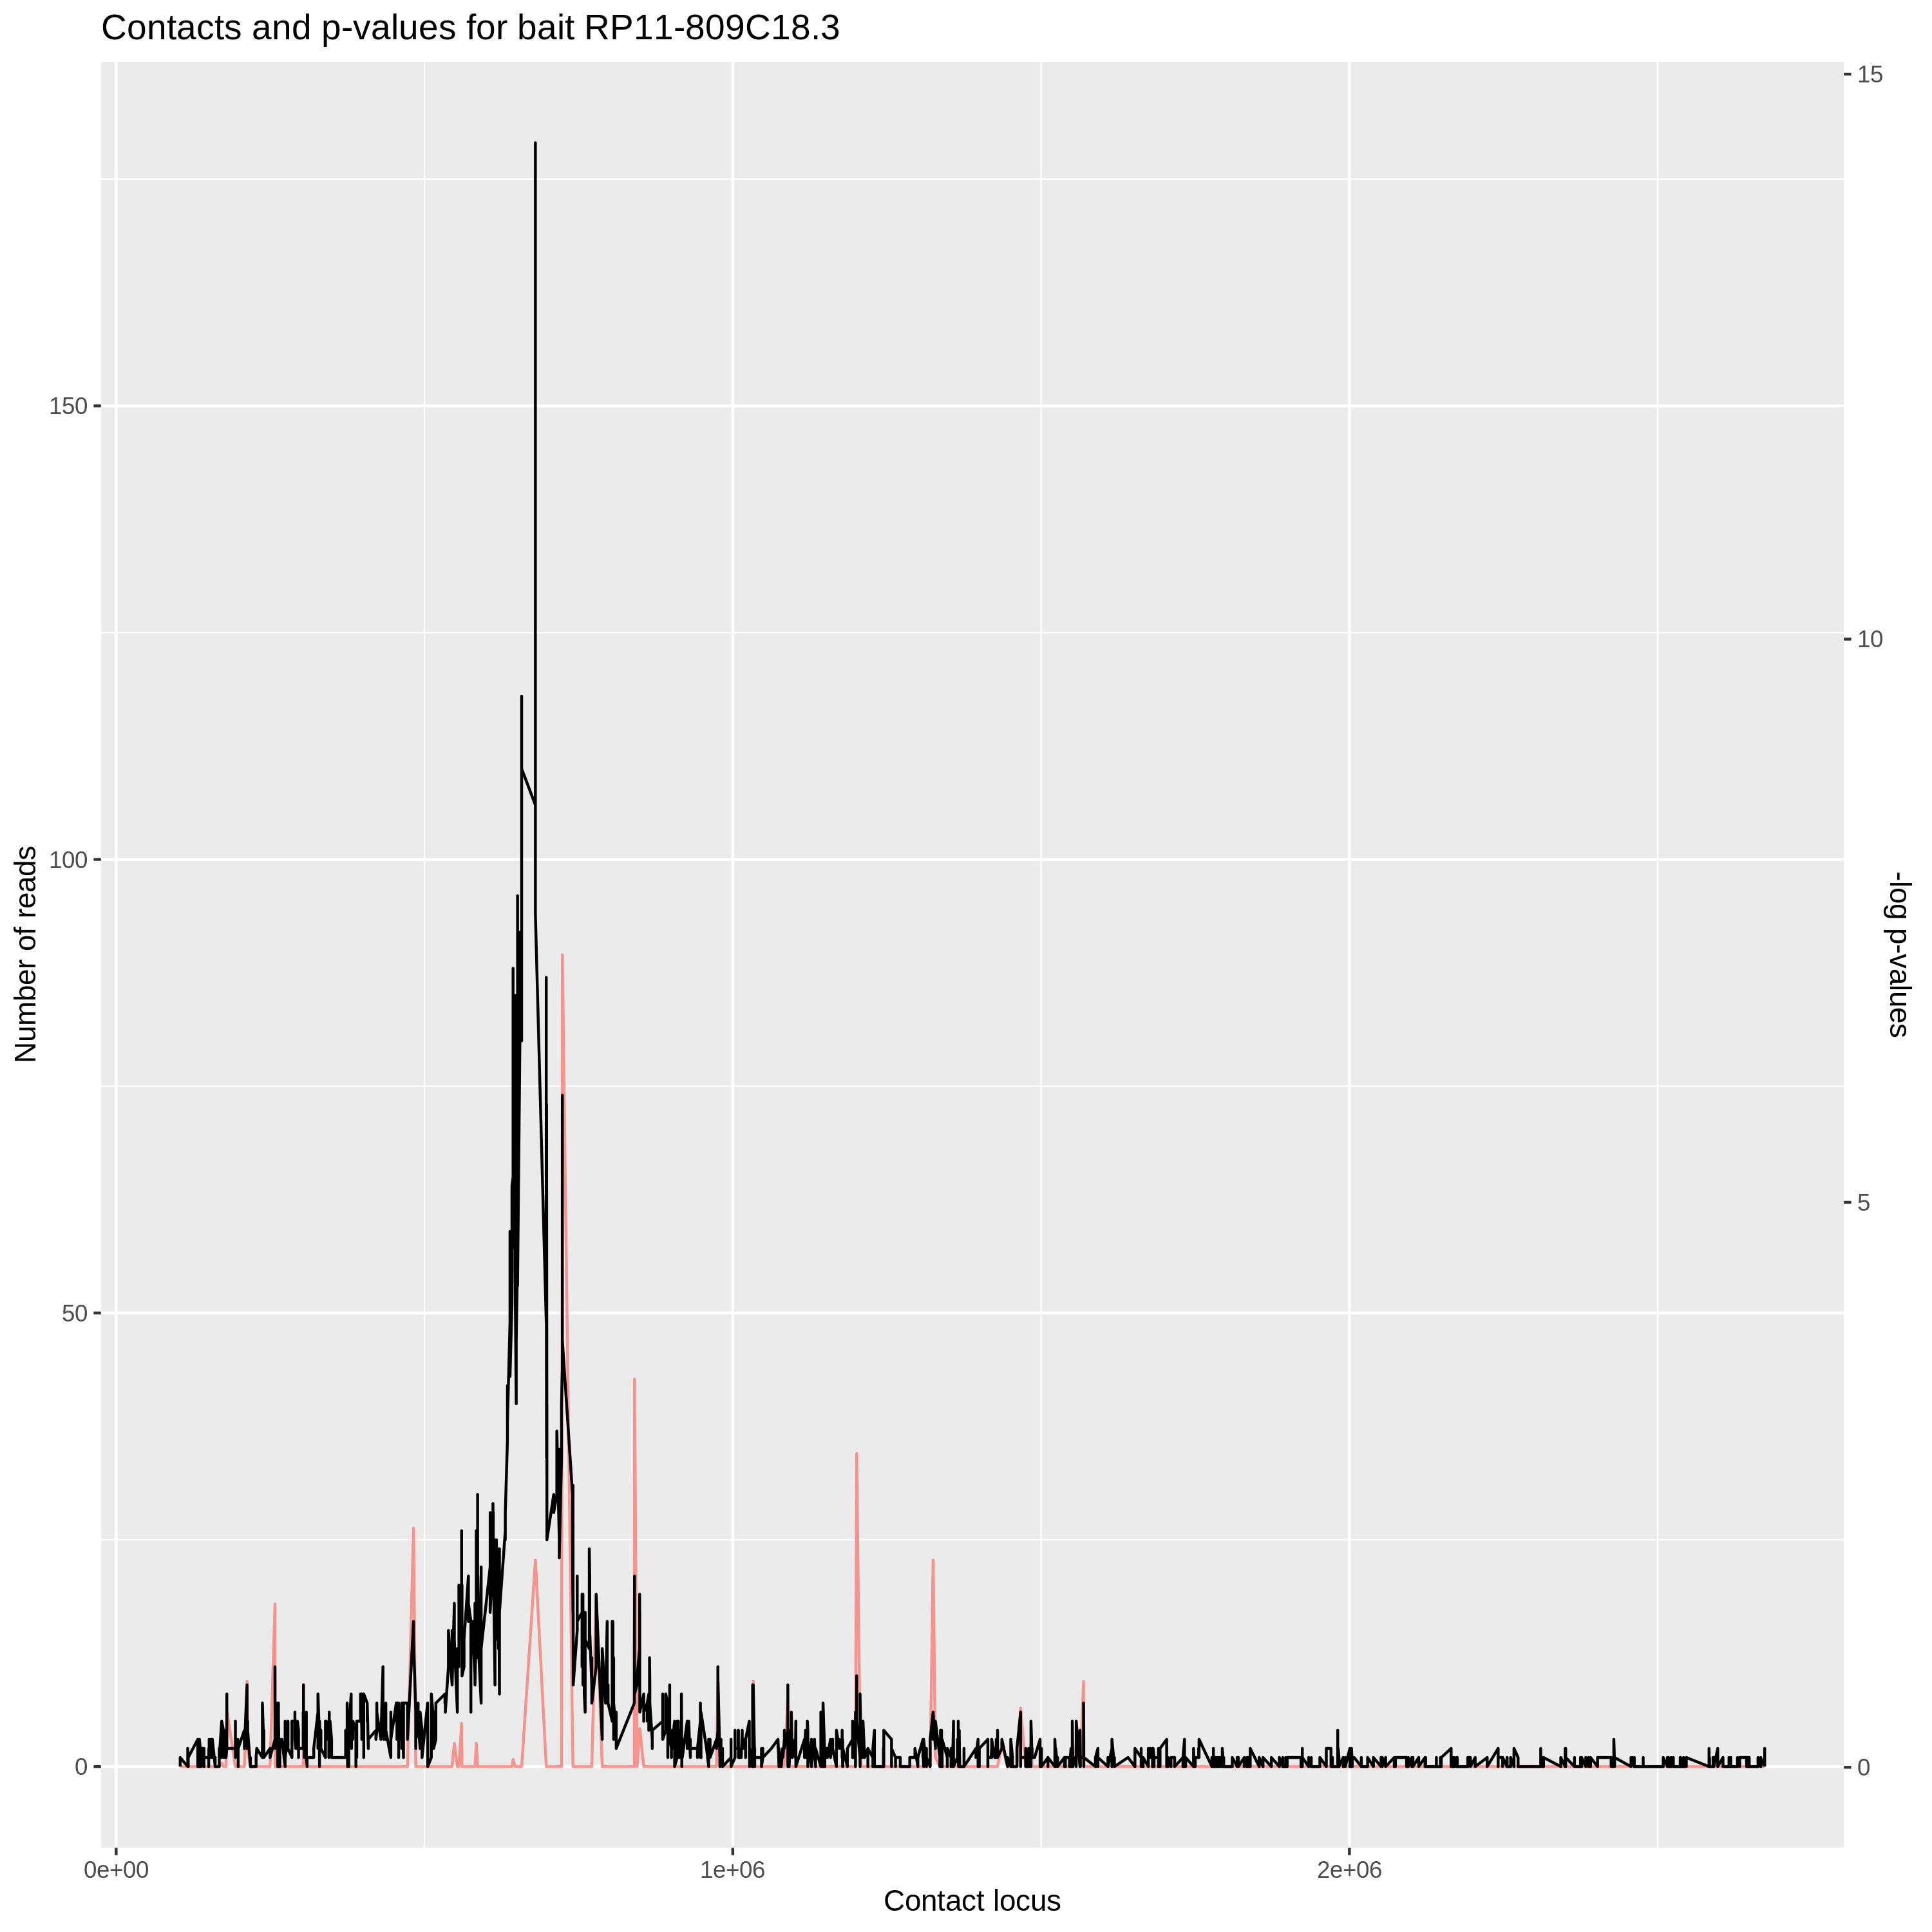 Contacts and p-values for bait RP11-809C18.3
15
150
10
100
Number of reads
-log p-values
5
50
0
0
0e+00
1e+06
2e+06
Contact locus